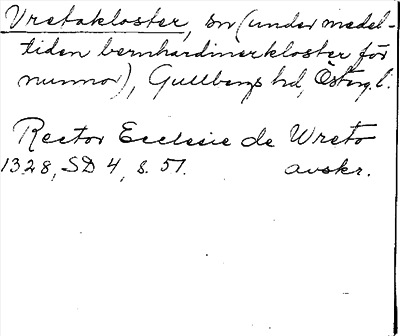 Vretakloster, sn (under medel-
tiden bernhardinerkloster för
nunnor), Gullbergs hd, Österg. l.
Rector Ecclesie de Wreto
1328, SD 4, s. 51. avskr.